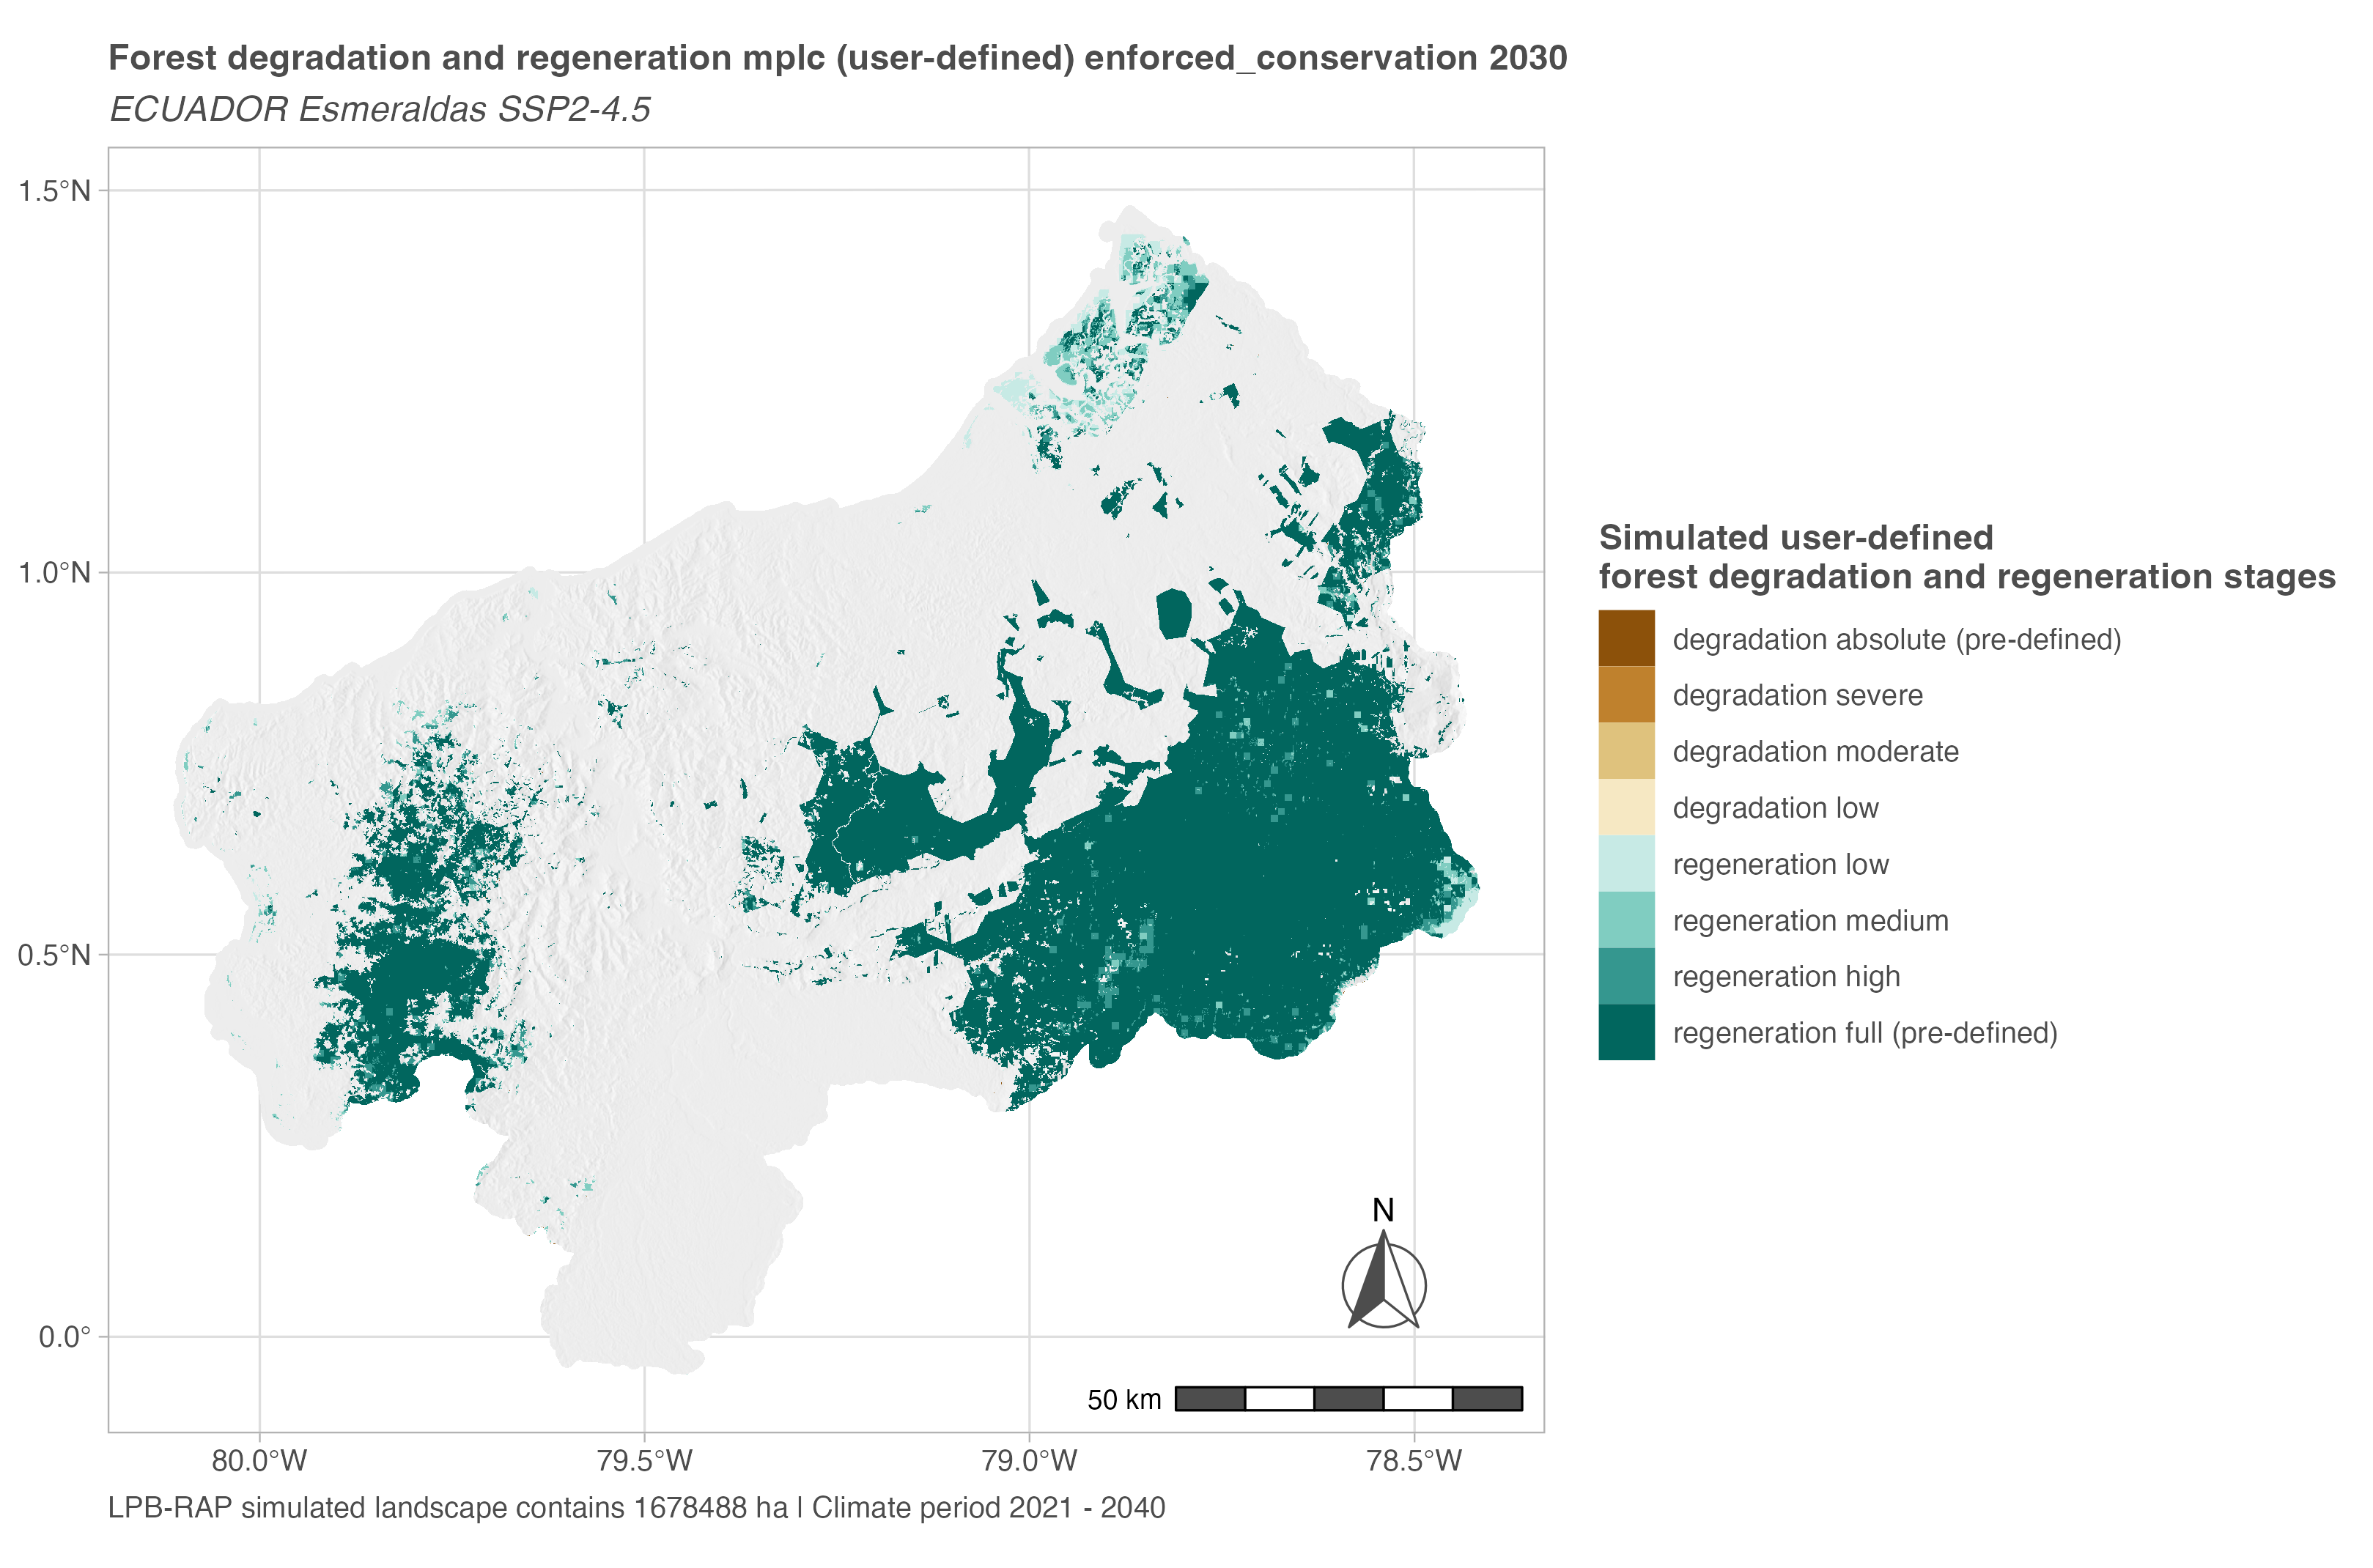 Forest degradation and regeneration mplc (user-defined) enforced_conservation 2030
ECUADOR Esmeraldas SSP2-4.5
1.5°N
1.0°N
0.5°N
0.0°
80.0°W
79.5°W
79.0°W
78.5°W
N
50 km
Simulated user-defined
forest degradation and regeneration stages
degradation absolute (pre-defined)
degradation severe
degradation moderate
degradation low
regeneration low
regeneration medium
regeneration high
regeneration full (pre-defined)
LPB-RAP simulated landscape contains 1678488 ha | Climate period 2021 - 2040